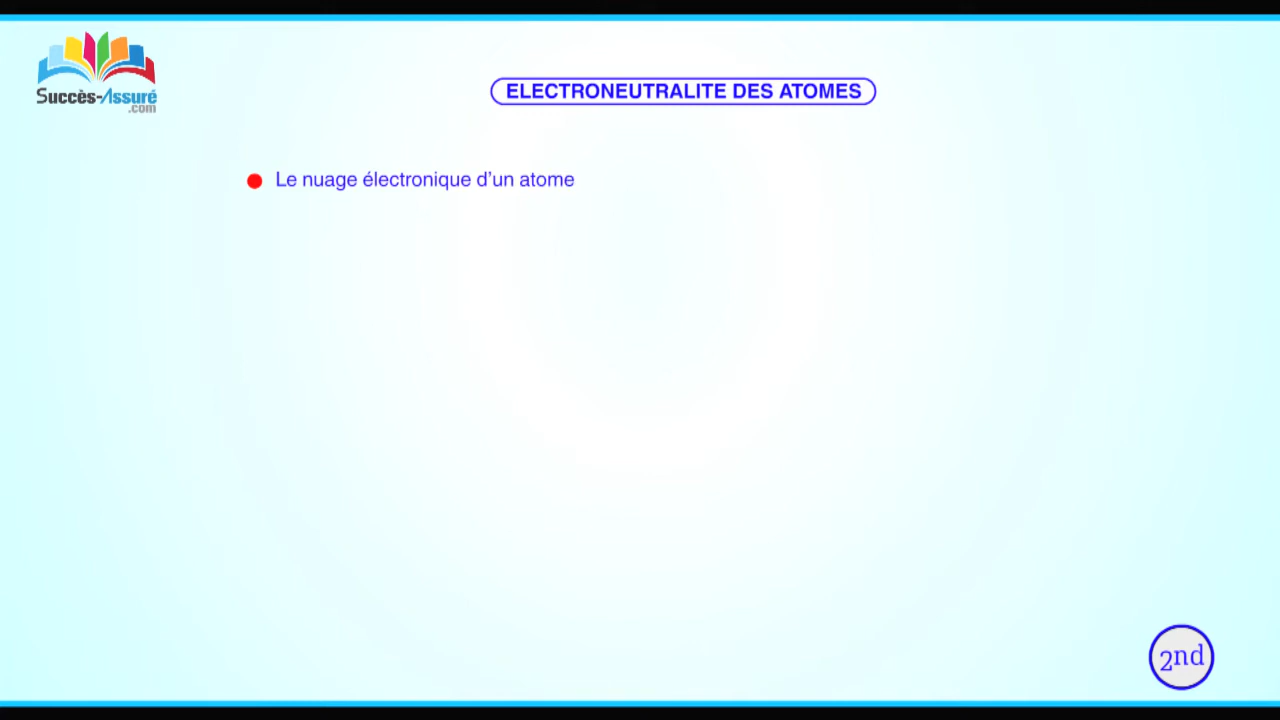 Succès-Assuré
.com
ELECTRONEUTRALITE DES ATOMES
Le nuage électronique d’un atome
2nd